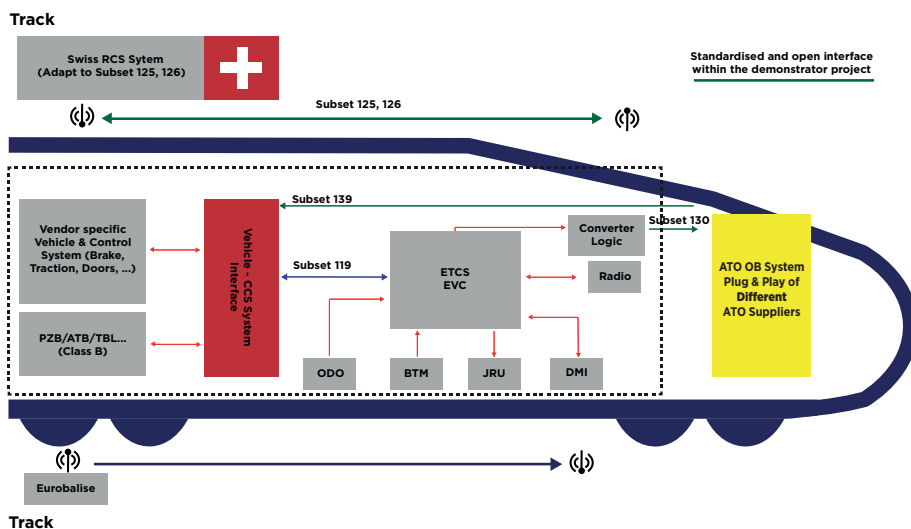 Track
Swiss RCS Sytem
(Adapt to Subset 125, 126)
Standardised and open interface
within the demonstrator project
Subset 125, 126
Vendor specific
Vehicle & Control
System (Brake,
Traction, Doors, ...)
PZB/ATB/TBL...
(Class B)
Vehicle - CCS System
Interface
Subset 139
Subset 119
ETCS
EVC
Converter
Logic
Subset 130
Radio
ATO OB System
Plug & Play of
Different
ATO Suppliers
ODO
BTM
JRU
DMI
Eurobalise
Track